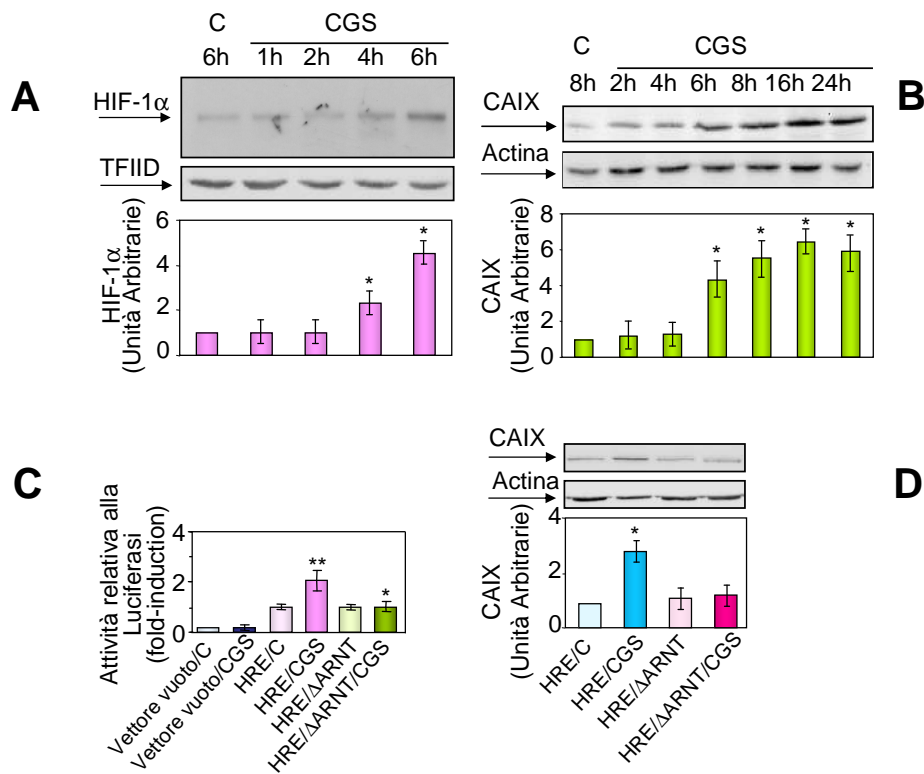 A
C
CGS
6h 1h 2h 4h 6h
HIF-1α
TFIID
HIF-1α
(Unità Arbitrarie)
6
4
2
0
* *
B
C
CGS
8h 2h 4h 6h 8h 16h 24h
CAIX
Actina
CAIX
(Unità Arbitrarie)
8
6
4
2
0
* * * *
C
Attività relativa alla
Luciferasi
(fold-induction)
4
2
0
** *
Vettore vuoto/C
Vettore vuoto/CGS
HRE/C
HRE/CGS
HRE/ΔARNT
HRE/ΔARNT/CGS
D
CAIX
Actina
CAIX
(Unità Arbitrarie)
4
2
0
*
HRE/C
HRE/CGS
HRE/ΔARNT
HRE/ΔARNT/CGS